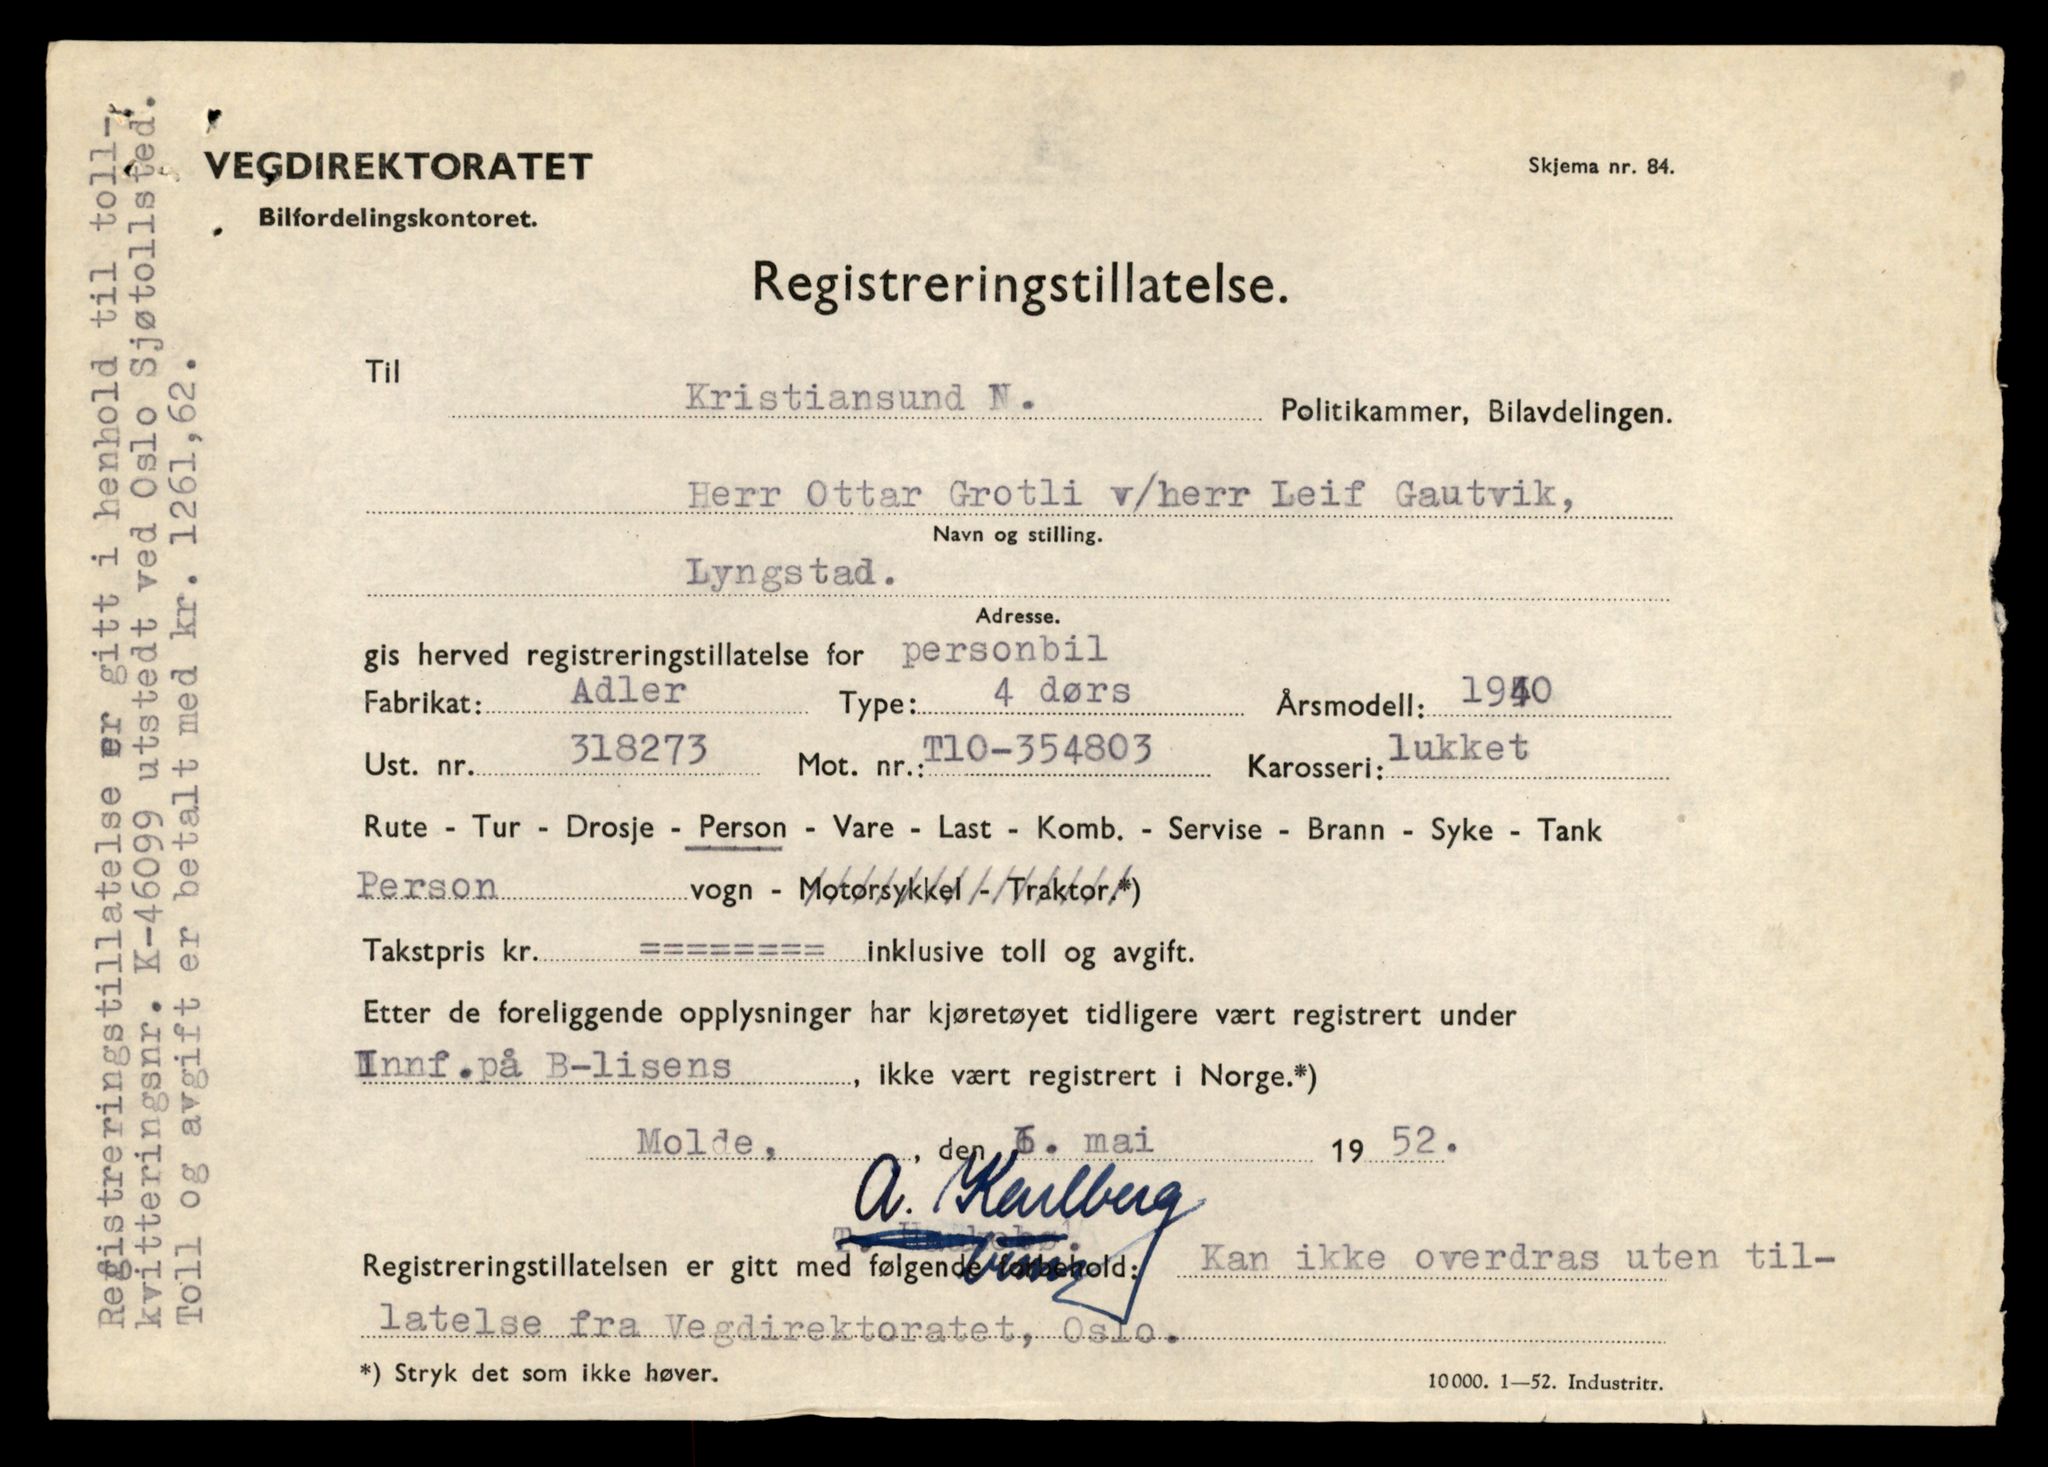 VEGDIREKTORATET
Skjema nr. 84.
Bilfordelingskontoret.
Registreringstillatelse.
Til
Kristiansund N. Politikammer, Bilavdelingen.
Herr Ottar Grotli v/herr Leif Gautvik,
Navn og stilling.
Lyngstad.
Adresse.
gis herved registreringstillatelse for personbil
Fabrikat: Adler Type: 4 dørs Årsmodell: 1940
Ust. nr. 318273 Mot. nr.: T10-354803 Karosseri: lukket
Rute - Tur - Drosje - Person - Vare - Last - Komb. - Servise - Brann - Syke - Tank
Person vogn - Motorsykkel - Traktor.*)
Takstpris kr. ======== inklusive toll og avgift.
Etter de foreliggende opplysninger har kjøretøyet tidligere vært registrert under
Innf.på B-lisens, ikke vært registrert i Norge.*)
Molde, , den 6. mai 1952.
A. Karlberg
Registreringstillatelsen er gitt med følgende forbehold: Kan ikke overdras uten til-
latelse fra Vegdirektoratet, Oslo.
*) Stryk det som ikke høver.
10000. 1—52. Industritr.
Registreringstillatelse er gitt i henhold til toll-
kvitteringsnr. K-46099 utstedt ved Oslo Sjøtollsted.
Toll og avgift er betalt med kr. 1261,62.